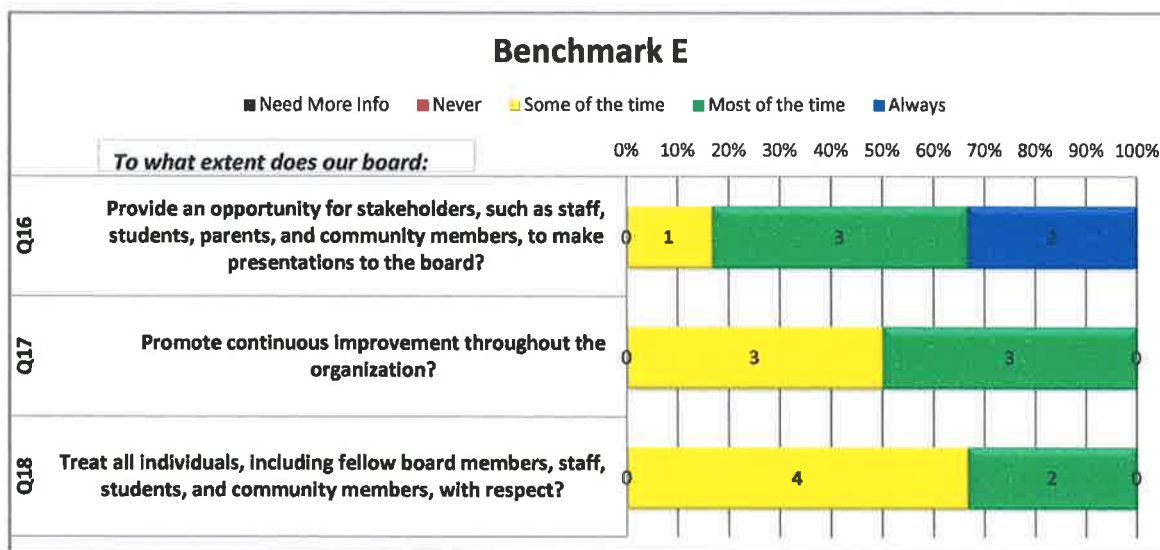 Benchmark E
Need More Info Never Some of the time Most of the time Always
To what extent does our board:
0% 10% 20% 30% 40% 50% 60% 70% 80% 90% 100%
Q16
Provide an opportunity for stakeholders, such as staff,
students, parents, and community members, to make
presentations to the board?
0 1 3 2
Q17
Promote continuous improvement throughout the
organization?
0 3 3 0
Q18
Treat all individuals, including fellow board members, staff,
students, and community members, with respect?
0 4 2 0